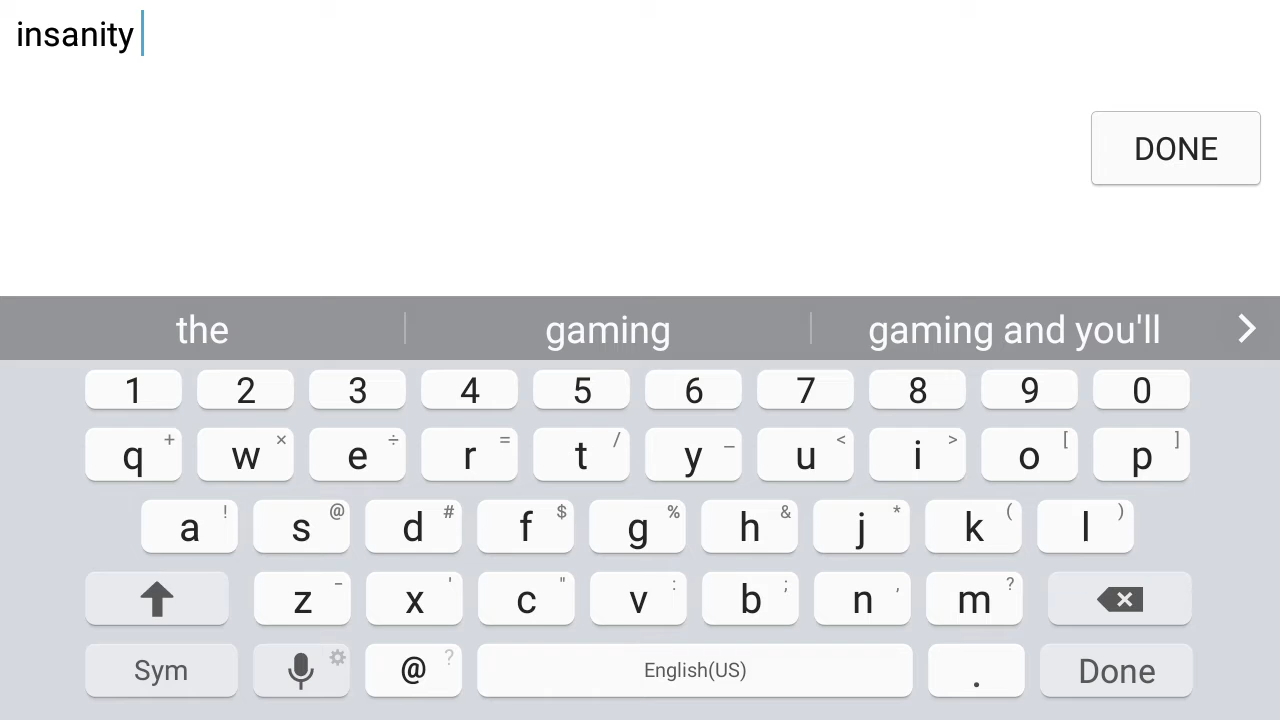 insanity
DONE
the gaming gaming and you'll
1 2 3 4 5 6 7 8 9 0
q + w × e ÷ r = t / y _ u < i > o [ p ]
a ! s @ d # f $ g % h & j * k ( l )
z - x ' c " v : b ; n , m ?
Sym @ ? English(US) . Done